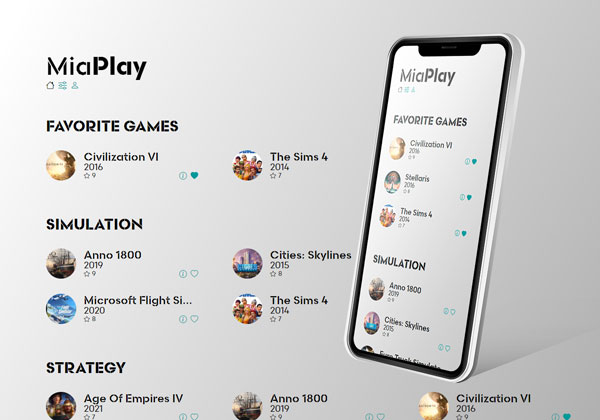 MiaPlay
FAVORITE GAMES
Civilization VI
2016
9
The Sims 4
2014
7
SIMULATION
Anno 1800
2019
9
Cities: Skylines
2015
8
Microsoft Flight Si...
2020
8
The Sims 4
2014
7
STRATEGY
Age Of Empires IV
2021
7
Anno 1800
2019
9
Civilization VI
2016
9
MiaPlay
FAVORITE GAMES
Civilization VI
2016
9
Stellaris
2016
9
The Sims 4
2014
7
SIMULATION
Anno 1800
2019
9
Cities: Skylines
2015
8